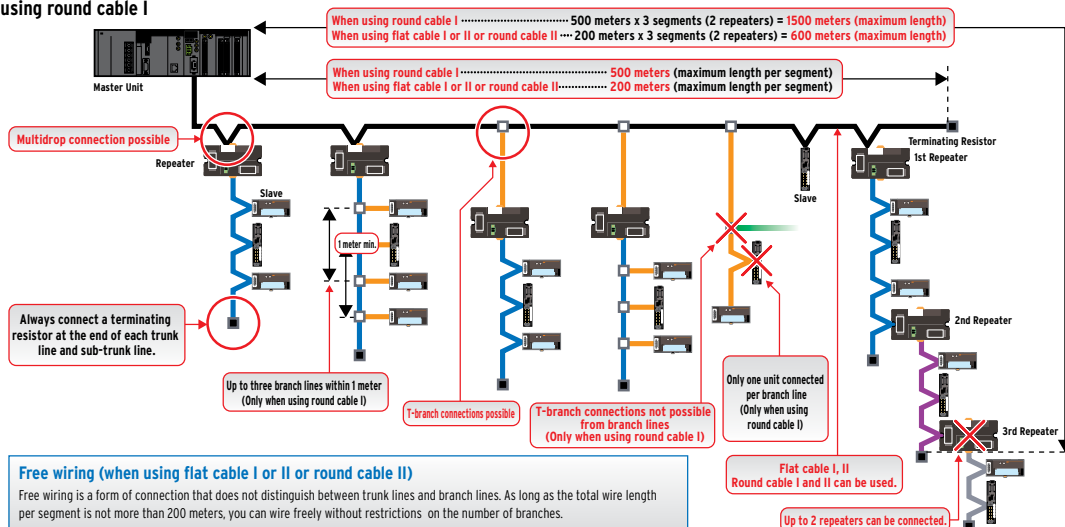 using round cable I
When using round cable I ······························ 500 meters x 3 segments (2 repeaters) = 1500 meters (maximum length)
When using flat cable I or II or round cable II ···· 200 meters x 3 segments (2 repeaters) = 600 meters (maximum length)
Master Unit
When using round cable I ······································ 500 meters (maximum length per segment)
When using flat cable I or II or round cable II ·············· 200 meters (maximum length per segment)
Multidrop connection possible
Repeater
Terminating Resistor
1st Repeater
Slave
Slave
1 meter min.
Always connect a terminating
resistor at the end of each trunk
line and sub-trunk line.
2nd Repeater
Up to three branch lines within 1 meter
(Only when using round cable I)
T-branch connections possible
T-branch connections not possible
from branch lines
(Only when using round cable I)
Only one unit connected
per branch line
(Only when using
round cable I)
3rd Repeater
Flat cable I, II
Round cable I and II can be used.
Up to 2 repeaters can be connected.
Free wiring (when using flat cable I or II or round cable II)
Free wiring is a form of connection that does not distinguish between trunk lines and branch lines. As long as the total wire length
per segment is not more than 200 meters, you can wire freely without restrictions on the number of branches.